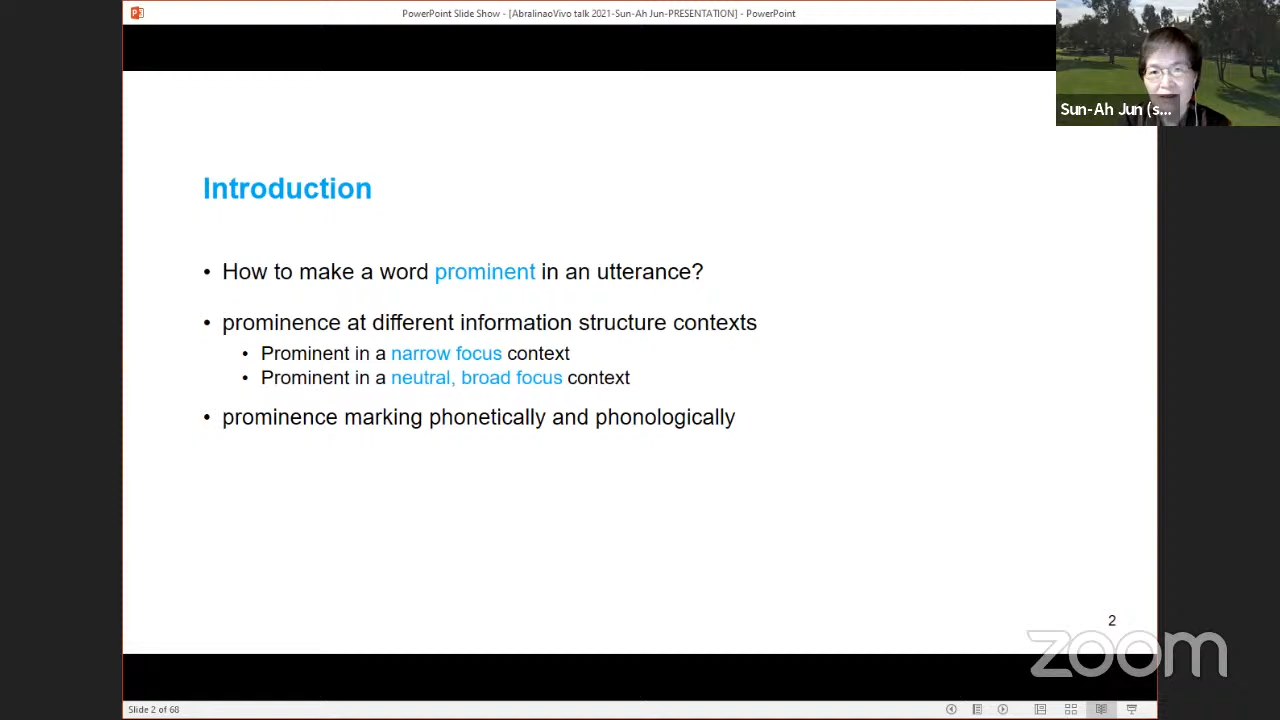 PowerPoint Slide Show - [AbralinaoVivo talk 2021-Sun-Ah Jun-PRESENTATION] - PowerPoint
Sun-Ah Jun (s...
Introduction
• How to make a word prominent in an utterance?
• prominence at different information structure contexts
• Prominent in a narrow focus context
• Prominent in a neutral, broad focus context
• prominence marking phonetically and phonologically
2
zoom
Slide 2 of 68